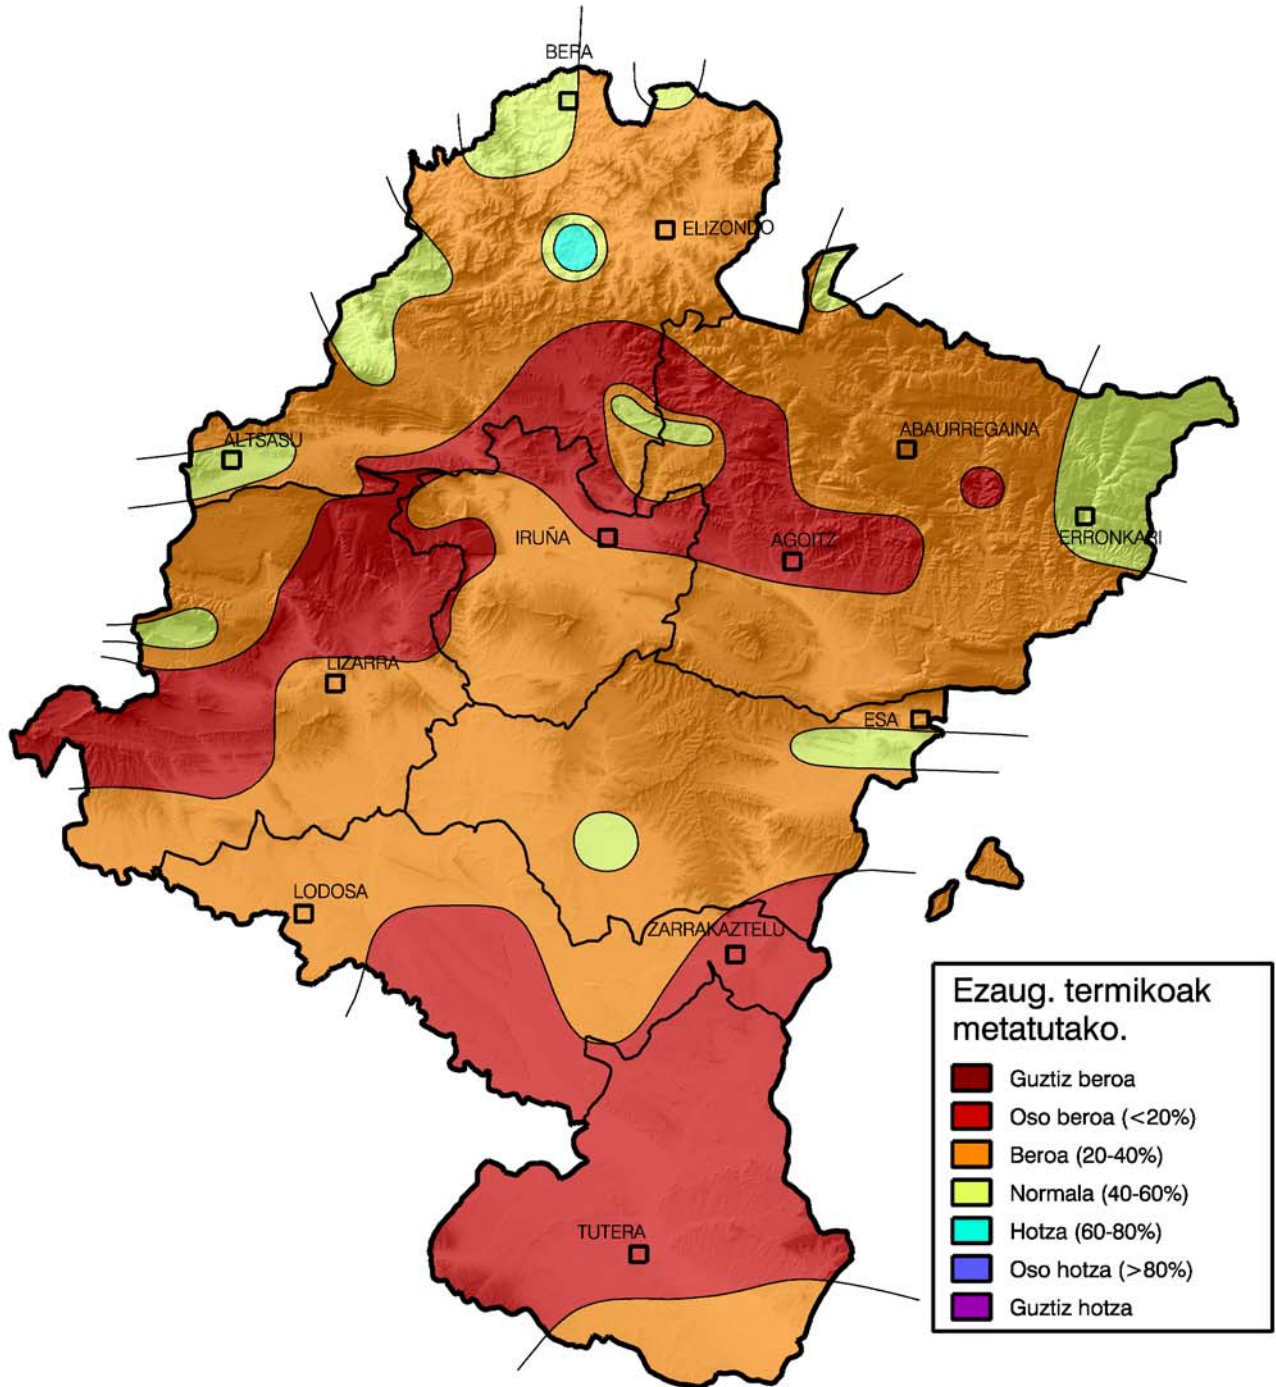 BERA
ELIZONDO
ALTSASU
ABAURREGAINA
IRUÑA
AGOITZ
ERRONKARI
LIZARRA
ESA
LODOSA
ZARRAKAZTELU
TUTERA
Ezaug. termikoak
metatutako.
Guztiz beroa
Oso beroa (<20%)
Beroa (20-40%)
Normala (40-60%)
Hotza (60-80%)
Oso hotza (>80%)
Guztiz hotza